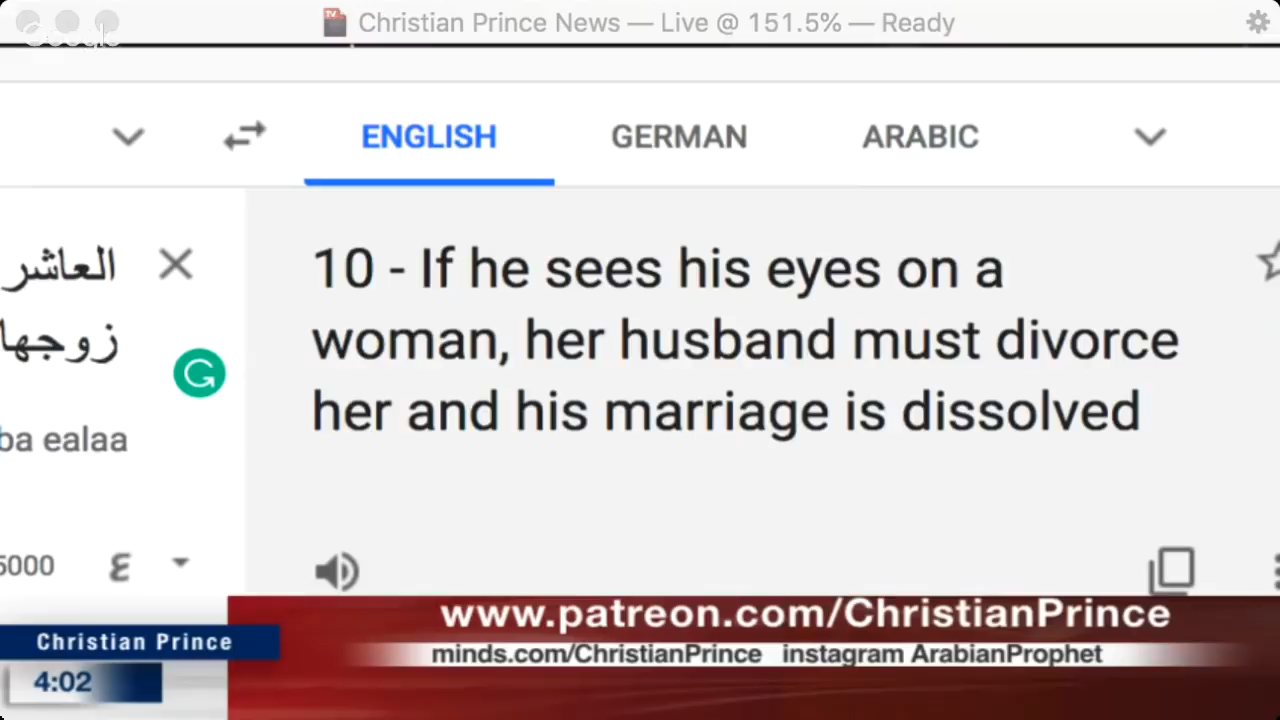 Christian Prince News — Live @ 151.5% — Ready
Google
ENGLISH GERMAN ARABIC
العاشر
زوجها
ba ealaa
5000
10 - If he sees his eyes on a
woman, her husband must divorce
her and his marriage is dissolved
www.patreon.com/ChristianPrince
Christian Prince
minds.com/ChristianPrince instagram ArabianProphet
4:02